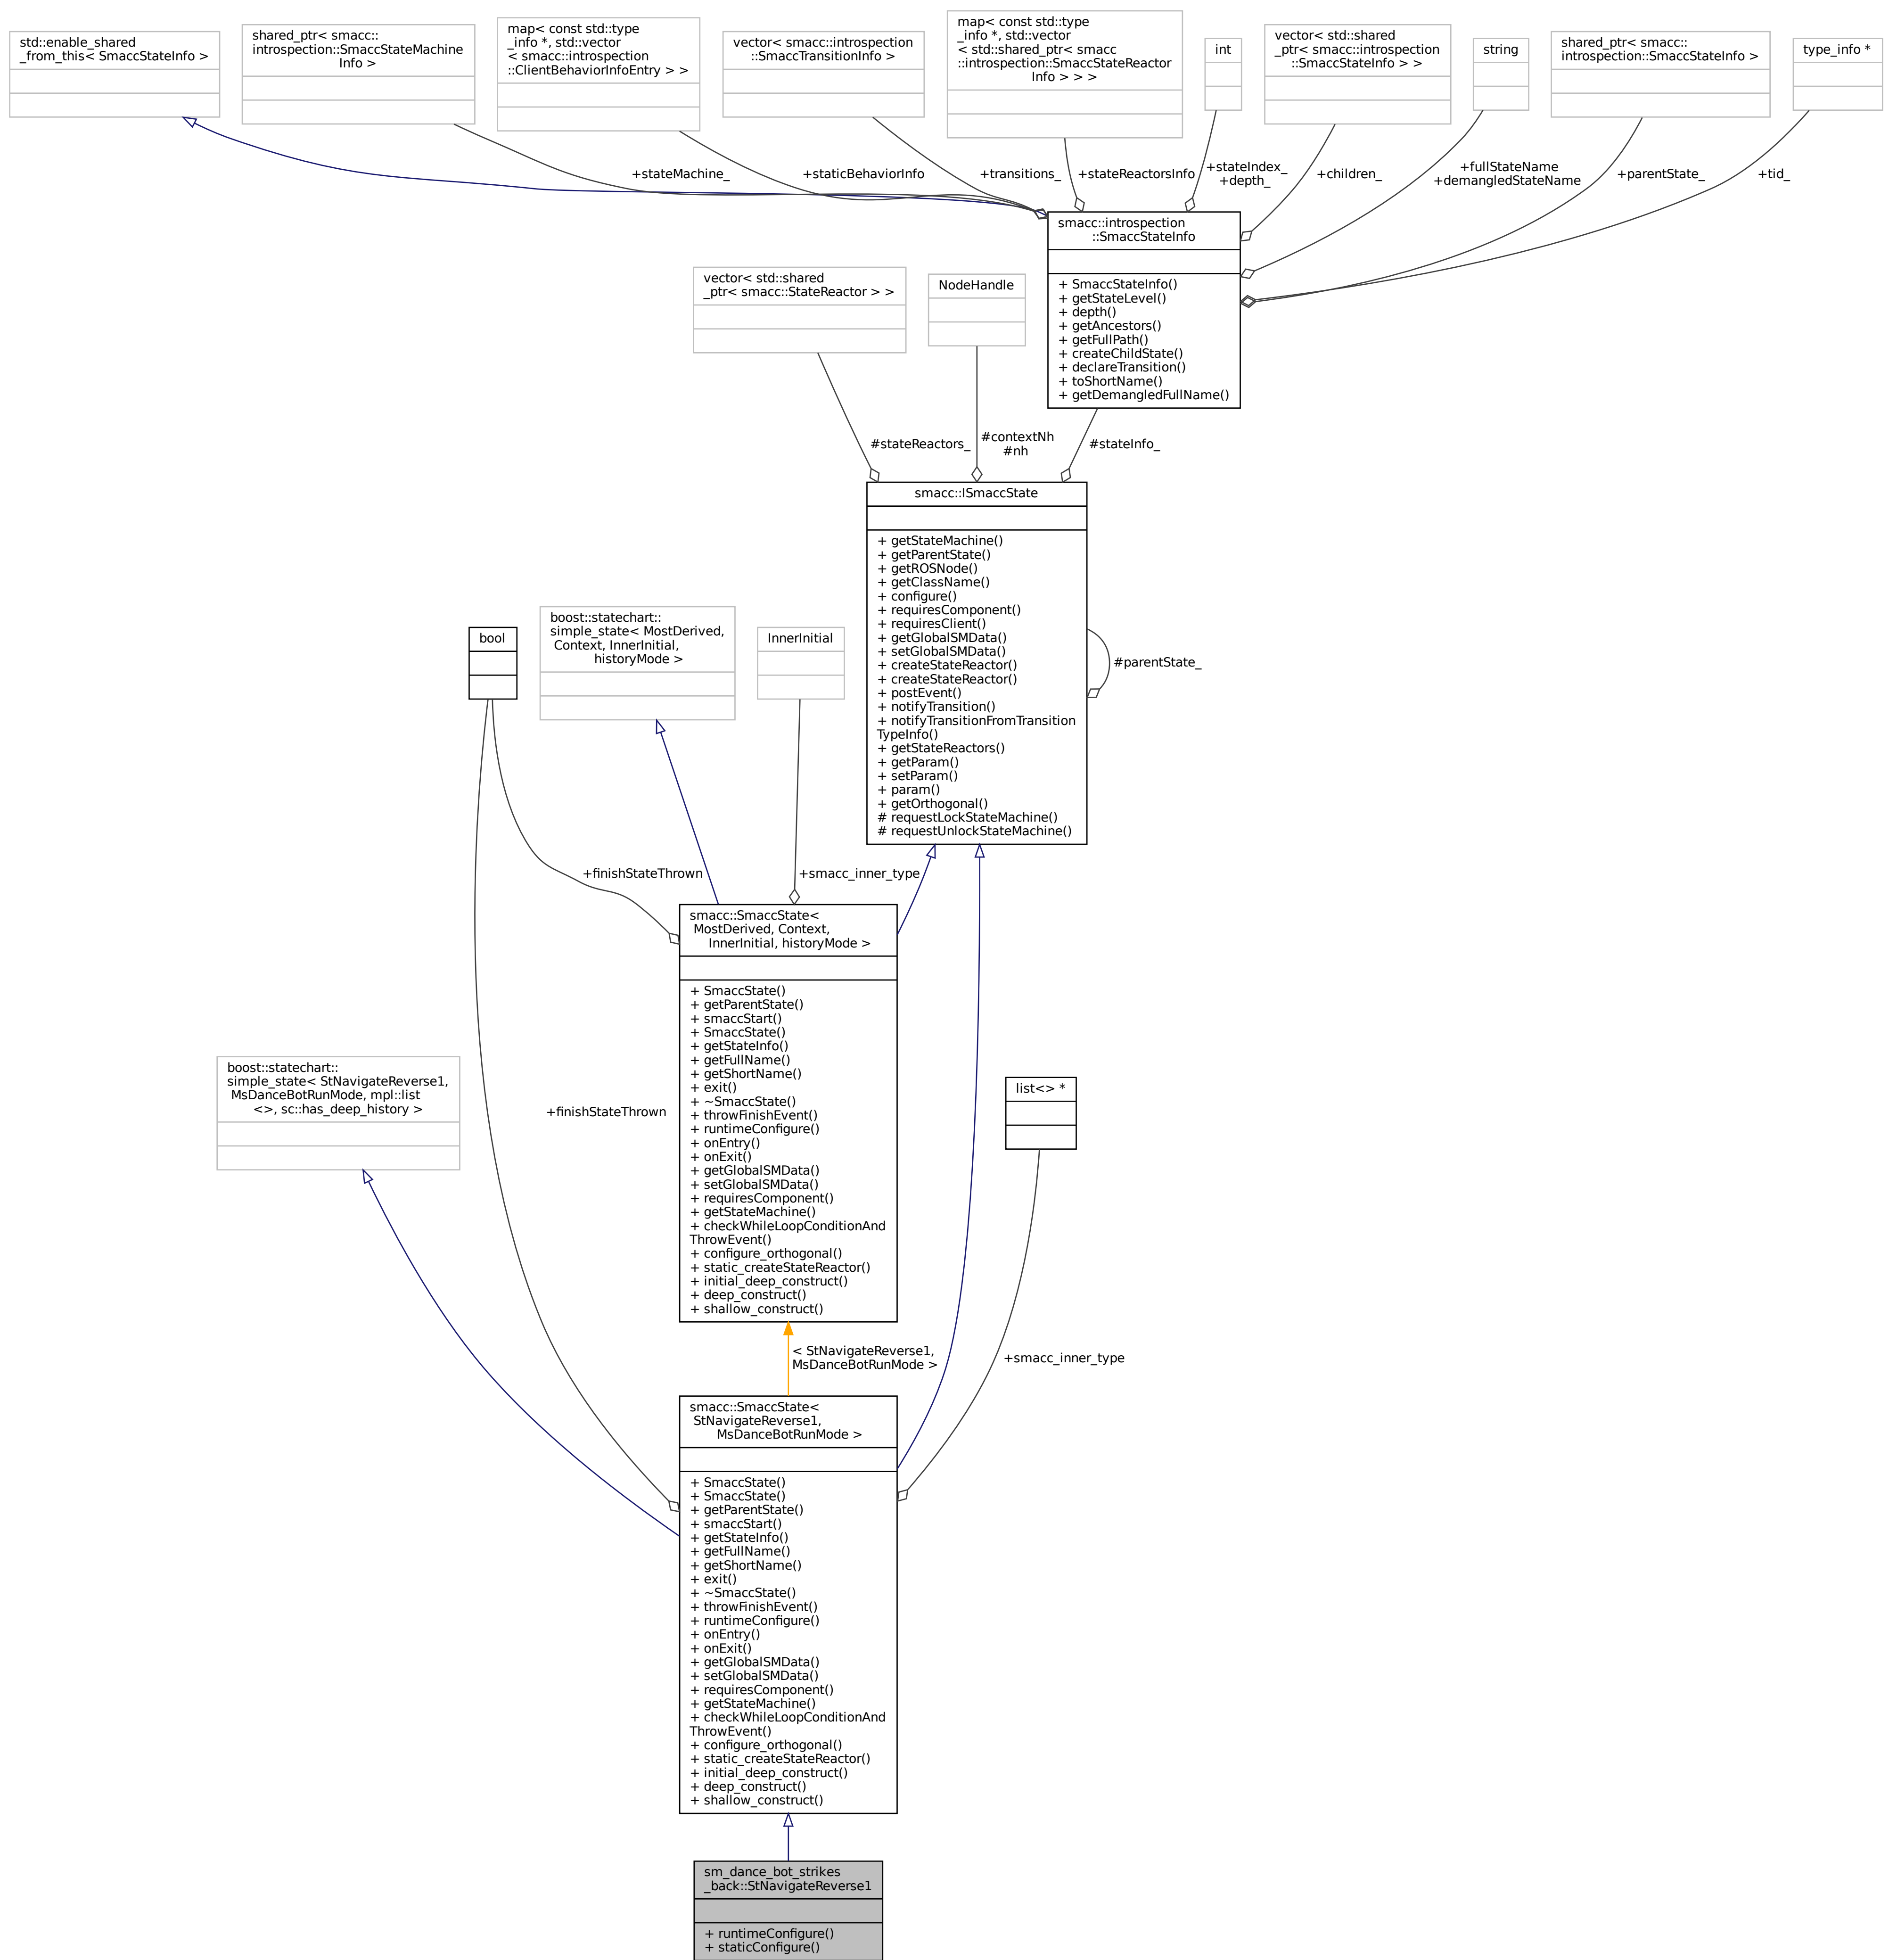 std::enable_shared
_from_this< SmaccStateInfo >
shared_ptr< smacc::
introspection::SmaccStateMachine
Info >
map< const std::type
_info *, std::vector
< smacc::introspection
::ClientBehaviorInfoEntry > >
vector< smacc::introspection
::SmaccTransitionInfo >
map< const std::type
_info *, std::vector
< std::shared_ptr< smacc
::introspection::SmaccStateReactor
Info > > >
int
vector< std::shared
_ptr< smacc::introspection
::SmaccStateInfo > >
string
shared_ptr< smacc::
introspection::SmaccStateInfo >
type_info *
+stateMachine_
+staticBehaviorInfo
+transitions_
+stateReactorsInfo
+stateIndex_
+depth_
+children_
+fullStateName
+demangledStateName
+parentState_
+tid_
smacc::introspection
::SmaccStateInfo
+ SmaccStateInfo()
+ getStateLevel()
+ depth()
+ getAncestors()
+ getFullPath()
+ createChildState()
+ declareTransition()
+ toShortName()
+ getDemangledFullName()
vector< std::shared
_ptr< smacc::StateReactor > >
NodeHandle
#stateReactors_
#contextNh
#nh
#stateInfo_
smacc::ISmaccState
+ getStateMachine()
+ getParentState()
+ getROSNode()
+ getClassName()
+ configure()
+ requiresComponent()
+ requiresClient()
+ getGlobalSMData()
+ setGlobalSMData()
+ createStateReactor()
+ createStateReactor()
+ postEvent()
+ notifyTransition()
+ notifyTransitionFromTransition
TypeInfo()
+ getStateReactors()
+ getParam()
+ setParam()
+ param()
+ getOrthogonal()
# requestLockStateMachine()
# requestUnlockStateMachine()
#parentState_
bool
boost::statechart::
simple_state< MostDerived,
Context, InnerInitial,
historyMode >
InnerInitial
+finishStateThrown
+smacc_inner_type
smacc::SmaccState<
MostDerived, Context,
InnerInitial, historyMode >
+ SmaccState()
+ getParentState()
+ smaccStart()
+ SmaccState()
+ getStateInfo()
+ getFullName()
+ getShortName()
+ exit()
+ ~SmaccState()
+ throwFinishEvent()
+ runtimeConfigure()
+ onEntry()
+ onExit()
+ getGlobalSMData()
+ setGlobalSMData()
+ requiresComponent()
+ getStateMachine()
+ checkWhileLoopConditionAnd
ThrowEvent()
+ configure_orthogonal()
+ static_createStateReactor()
+ initial_deep_construct()
+ deep_construct()
+ shallow_construct()
boost::statechart::
simple_state< StNavigateReverse1,
MsDanceBotRunMode, mpl::list
<>, sc::has_deep_history >
+finishStateThrown
list<> *
< StNavigateReverse1,
MsDanceBotRunMode >
+smacc_inner_type
smacc::SmaccState<
StNavigateReverse1,
MsDanceBotRunMode >
+ SmaccState()
+ SmaccState()
+ getParentState()
+ smaccStart()
+ getStateInfo()
+ getFullName()
+ getShortName()
+ exit()
+ ~SmaccState()
+ throwFinishEvent()
+ runtimeConfigure()
+ onEntry()
+ onExit()
+ getGlobalSMData()
+ setGlobalSMData()
+ requiresComponent()
+ getStateMachine()
+ checkWhileLoopConditionAnd
ThrowEvent()
+ configure_orthogonal()
+ static_createStateReactor()
+ initial_deep_construct()
+ deep_construct()
+ shallow_construct()
sm_dance_bot_strikes
_back::StNavigateReverse1
+ runtimeConfigure()
+ staticConfigure()